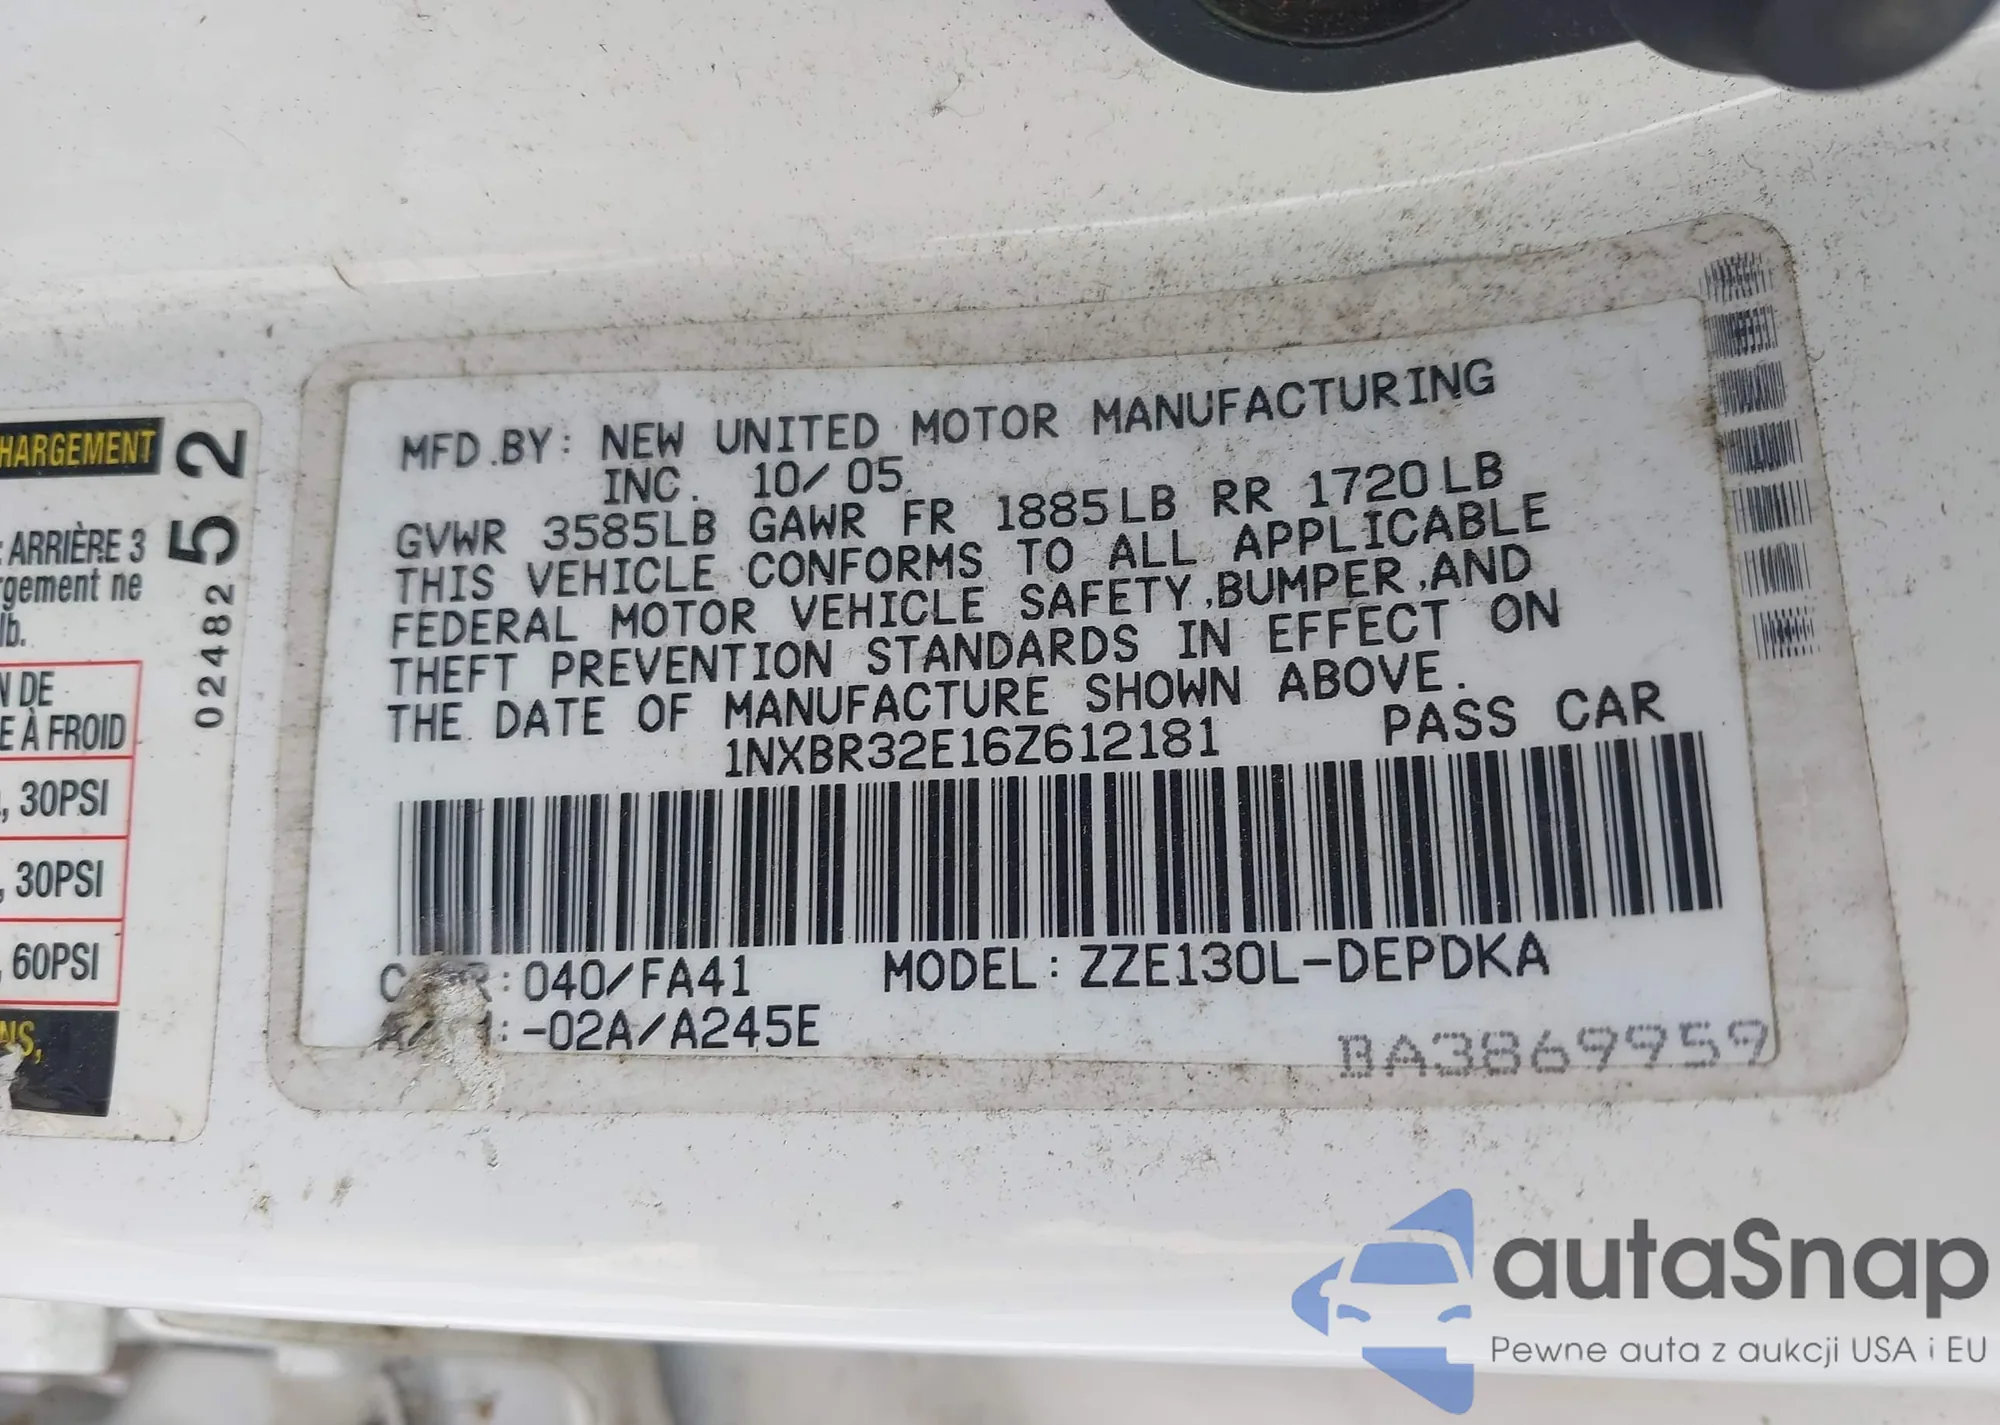 HARGEMENT
ARRIÈRE 3
rgement ne
lb.
N DE
E À FROID
, 30PSI
, 30PSI
, 60PSI
NS,
02482 52
MFD.BY: NEW UNITED MOTOR MANUFACTURING
INC. 10/05
GVWR 3585LB GAWR FR 1885LB RR 1720LB
THIS VEHICLE CONFORMS TO ALL APPLICABLE
FEDERAL MOTOR VEHICLE SAFETY,BUMPER,AND
THEFT PREVENTION STANDARDS IN EFFECT ON
THE DATE OF MANUFACTURE SHOWN ABOVE.
1NXBR32E16Z612181 PASS CAR
:040/FA41 MODEL:ZZE130L-DEPDKA
:-02A/A245E
BA3869959
autaSnap
Pewne auta z aukcji USA i EU